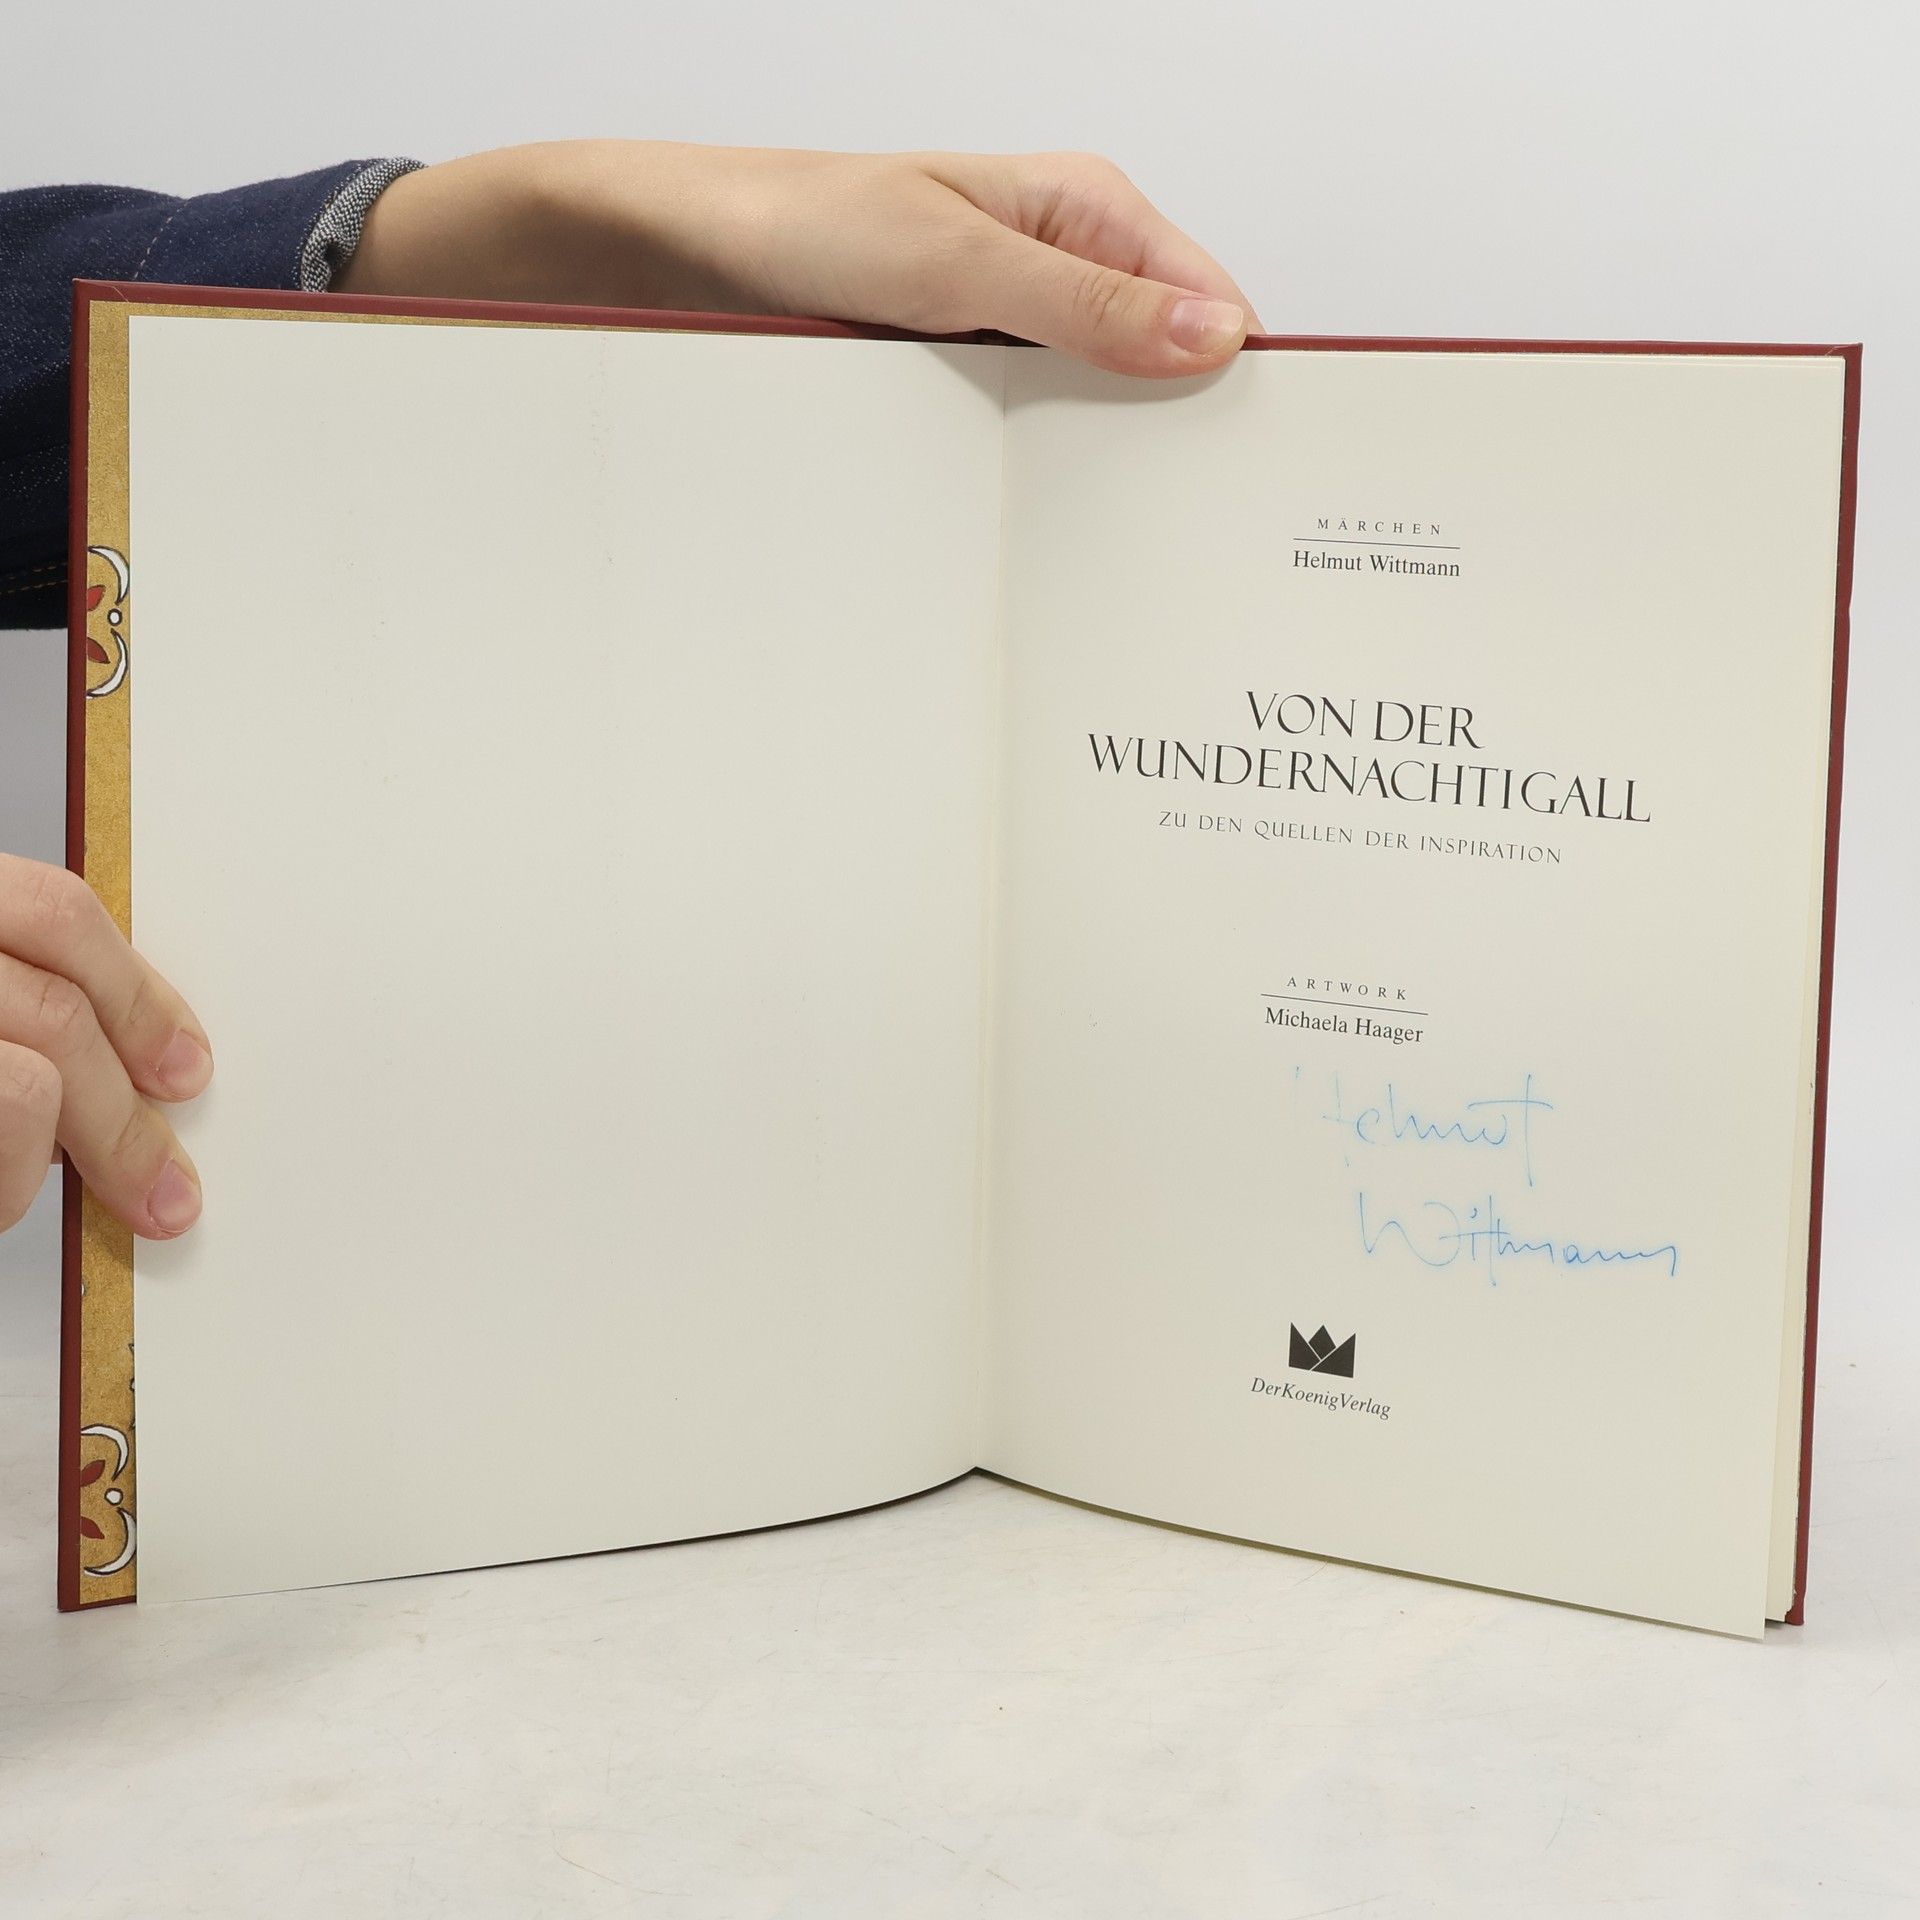 MÄRCHEN
Helmut Wittmann
VON DER
WUNDERNACHTIGALL
ZU DEN QUELLEN DER INSPIRATION
ARTWORK
Michaela Haager
Helmut
Wittmann
DerKoenigVerlag